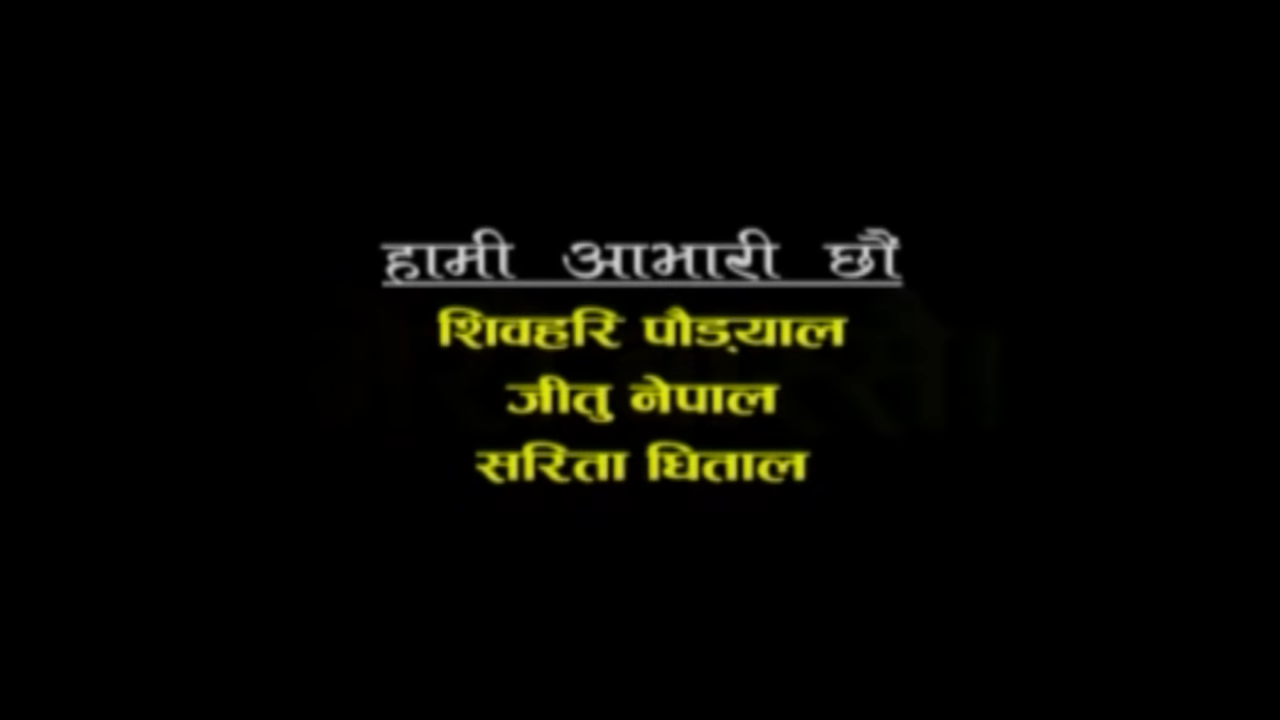 हामी आभारी छौं
शिवहरि पौड्याल
जीतु नेपाल
सरिता घिताल